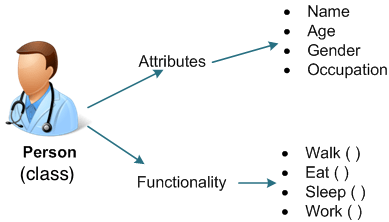 Name
Age
Gender
Occupation
Attributes
Person
(class)
Functionality
Walk ( )
Eat ( )
Sleep ( )
Work ( )